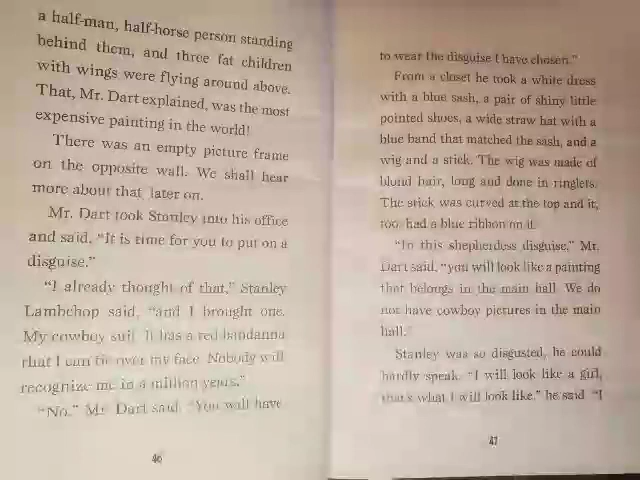 a half-man, half-horse person standing
behind them, and three fat children
with wings were flying around above.
That, Mr. Dart explained, was the most
expensive painting in the world!
There was an empty picture frame
on the opposite wall. We shall hear
more about that, later on.
Mr. Dart took Stanley into his office
and said, "It is time for you to put on a
disguise."
"I already thought of that," Stanley
Lambchop said, "and I brought one.
My cowboy suit. It has a red bandanna
that I can tie over my face. Nobody will
recognize me in a million years."
"No," Mr. Dart said. "You will have
46
to wear the disguise I have chosen."
From a closet he took a white dress
with a blue sash, a pair of shiny little
pointed shoes, a wide straw hat with a
blue band that matched the sash, and a
wig and a stick. The wig was made of
blond hair, long and done in ringlets.
The stick was curved at the top and it,
too, had a blue ribbon on it.
"In this shepherdess disguise," Mr.
Dart said, "you will look like a painting
that belongs in the main hall. We do
not have cowboy pictures in the main
hall."
Stanley was so disgusted, he could
hardly speak. "I will look like a girl,
that's what I will look like," he said. "I
47